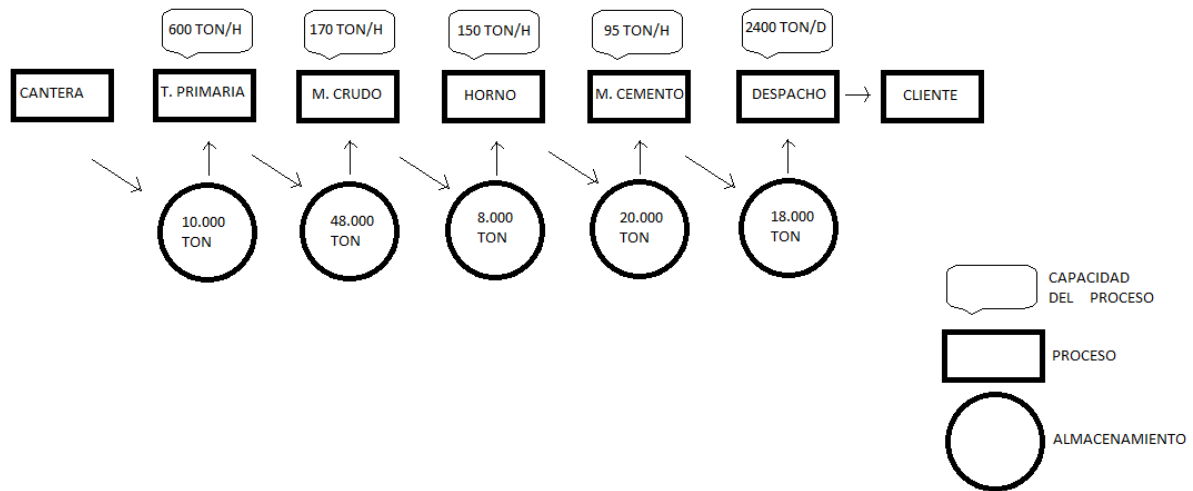 600 TON/H
170 TON/H
150 TON/H
95 TON/H
2400 TON/D
CANTERA
T. PRIMARIA
M. CRUDO
HORNO
M. CEMENTO
DESPACHO
CLIENTE
10.000
TON
48.000
TON
8.000
TON
20.000
TON
18.000
TON
CAPACIDAD
DEL PROCESO
PROCESO
ALMACENAMIENTO